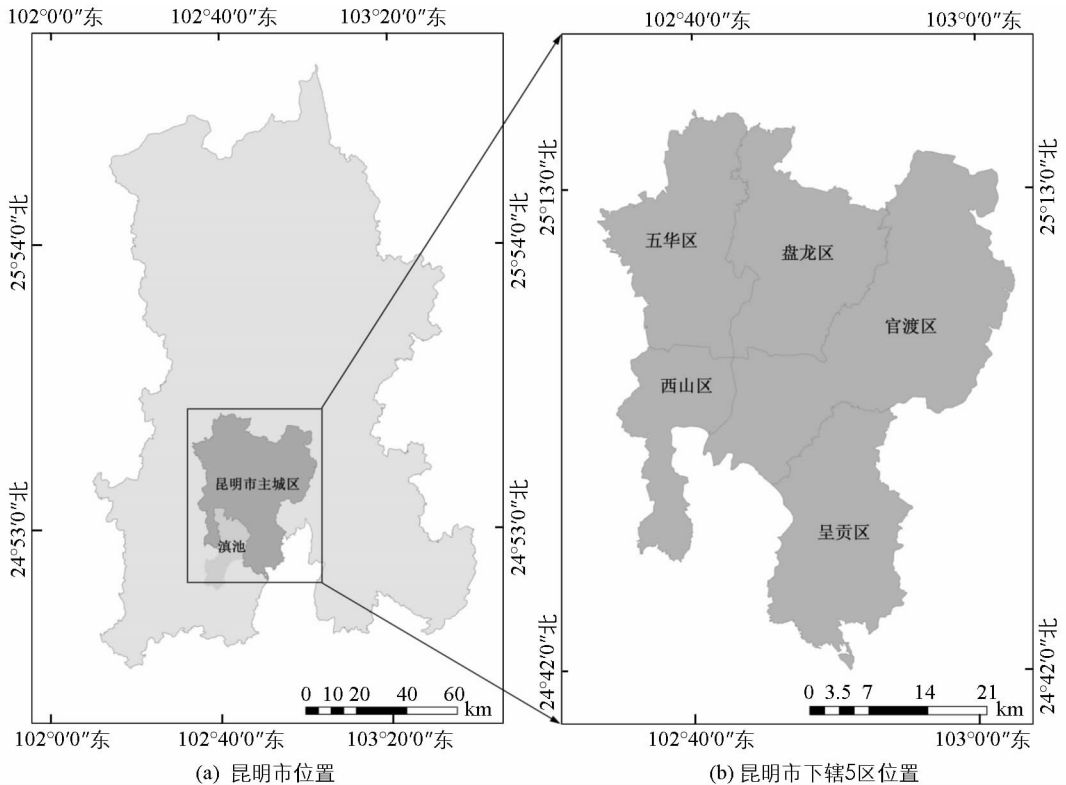 102°0′0″东 102°40′0″东 103°20′0″东
102°40′0″东 103°0′0″东
25°54′0″北
24°53′0″北
昆明市主城区
滇池
25°54′0″北
24°53′0″北
0 10 20 40 60
km
102°0′0″东 102°40′0″东 103°20′0″东
(a) 昆明市位置
25°13′0″北
24°42′0″北
五华区
盘龙区
官渡区
西山区
呈贡区
25°13′0″北
24°42′0″北
0 3.5 7 14 21
km
102°40′0″东 103°0′0″东
(b) 昆明市下辖5区位置